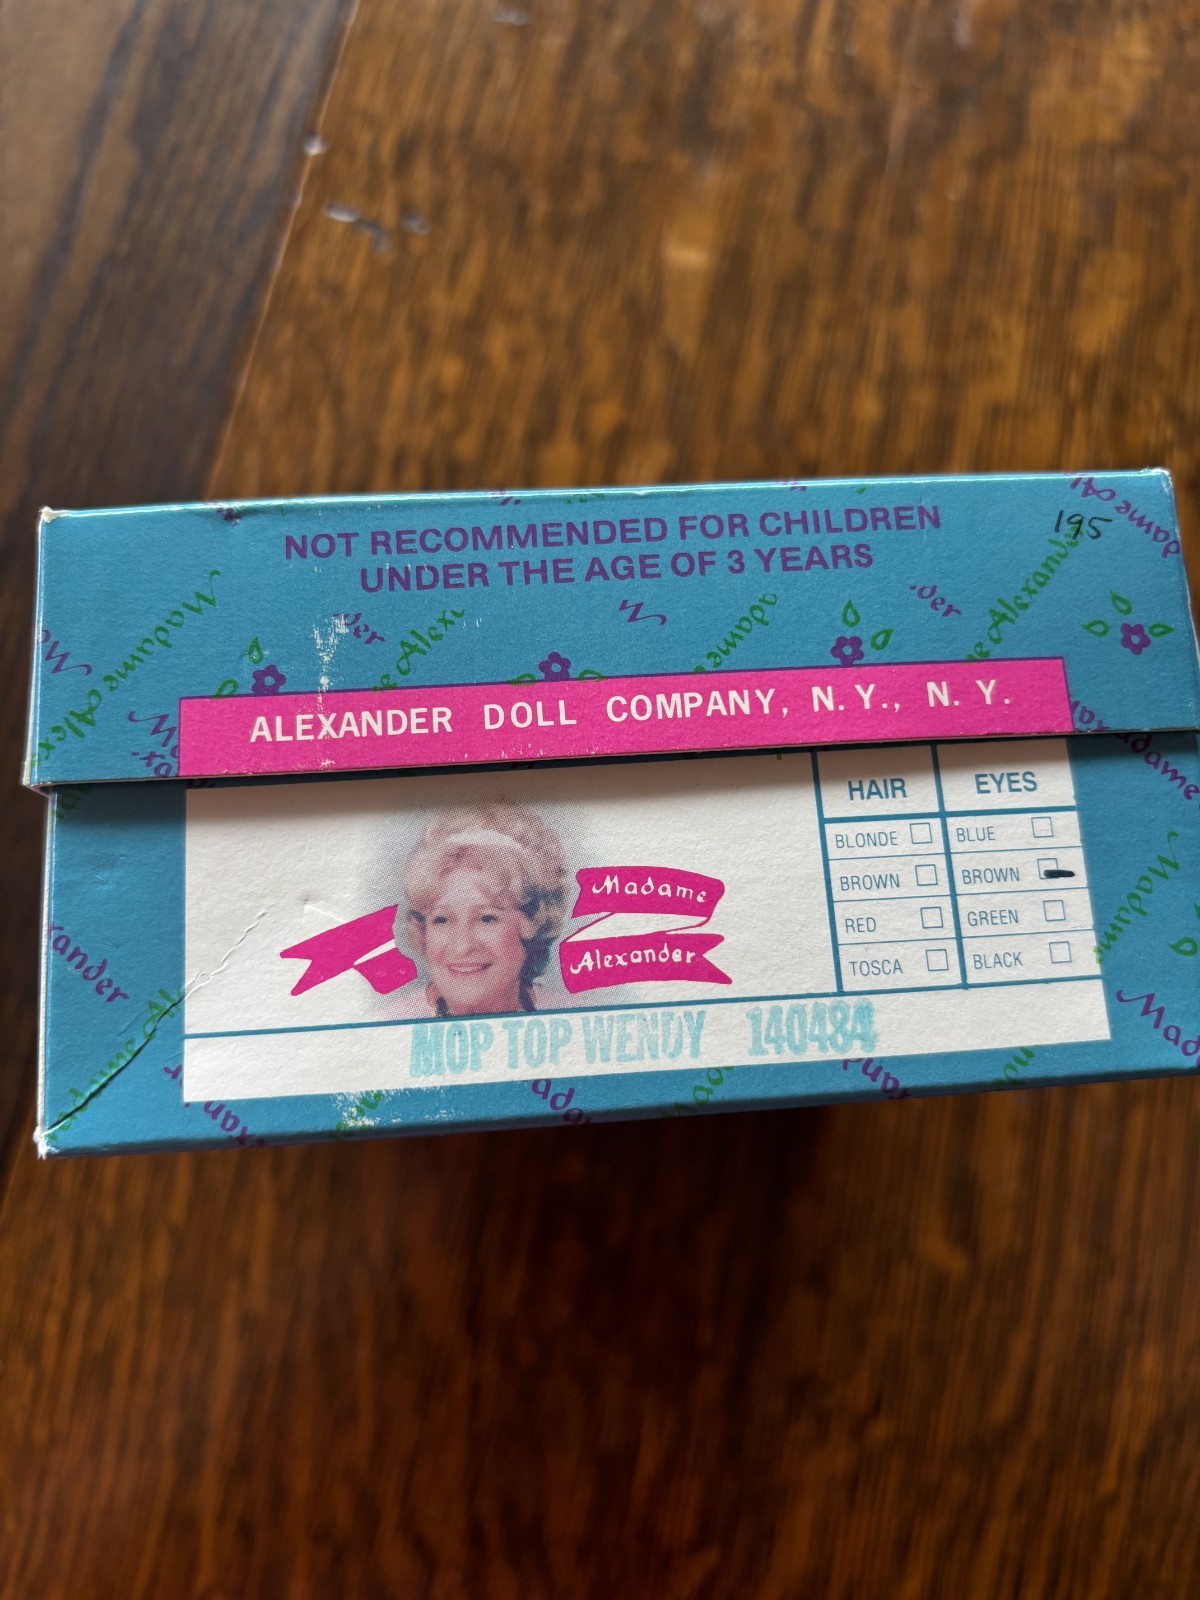 NOT RECOMMENDED FOR CHILDREN
UNDER THE AGE OF 3 YEARS
195
ALEXANDER DOLL COMPANY, N.Y., N.Y.
Madame
Alexander
HAIR EYES
BLONDE BLUE
BROWN BROWN
RED GREEN
TOSCA BLACK
MOP TOP WENDY 140484